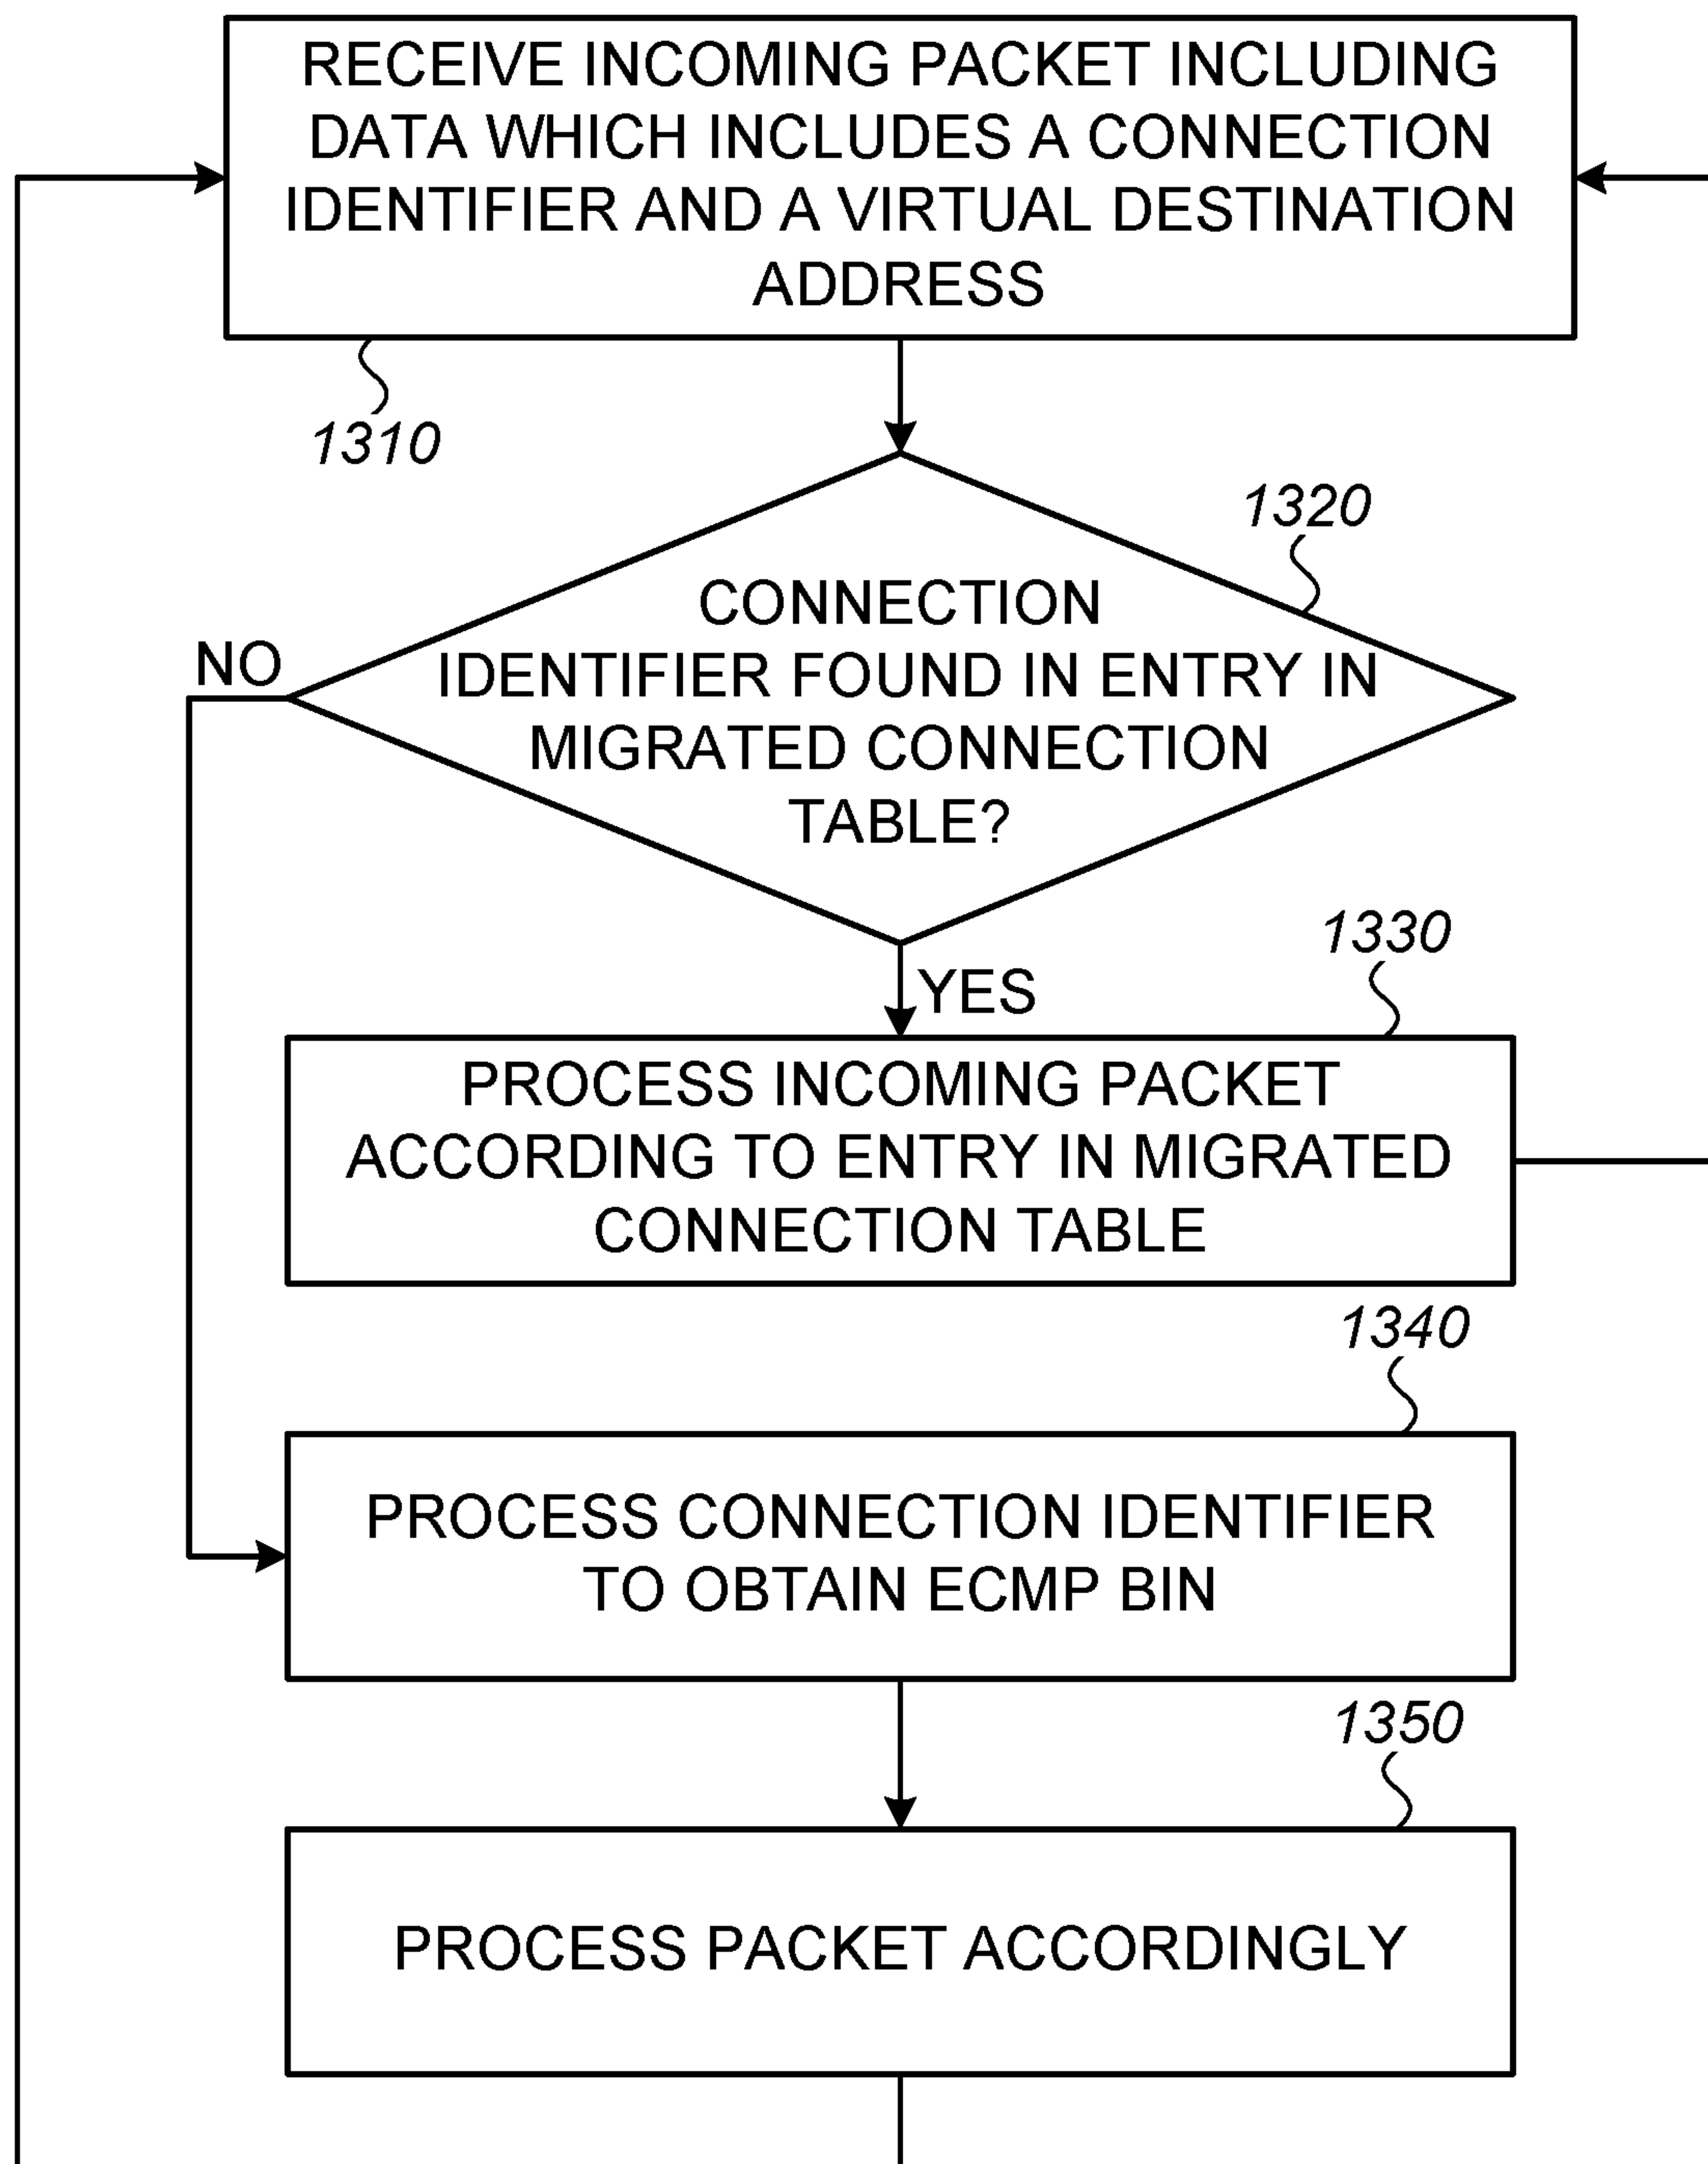 RECEIVE INCOMING PACKET INCLUDING
DATA WHICH INCLUDES A CONNECTION
IDENTIFIER AND A VIRTUAL DESTINATION
ADDRESS
1310
1320
CONNECTION
IDENTIFIER FOUND IN ENTRY IN
MIGRATED CONNECTION
TABLE?
NO
YES
1330
PROCESS INCOMING PACKET
ACCORDING TO ENTRY IN MIGRATED
CONNECTION TABLE
1340
PROCESS CONNECTION IDENTIFIER
TO OBTAIN ECMP BIN
1350
PROCESS PACKET ACCORDINGLY